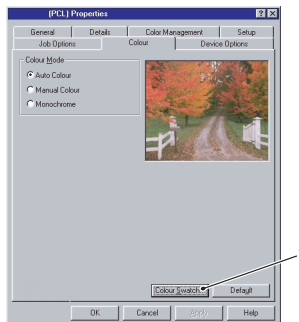 (PCL) Properties
General Details Color Management Setup
Job Options Colour Device Options
Colour Mode
Auto Colour
Manual Colour
Monochrome
Colour Swatch... Default
OK Cancel Apply Help